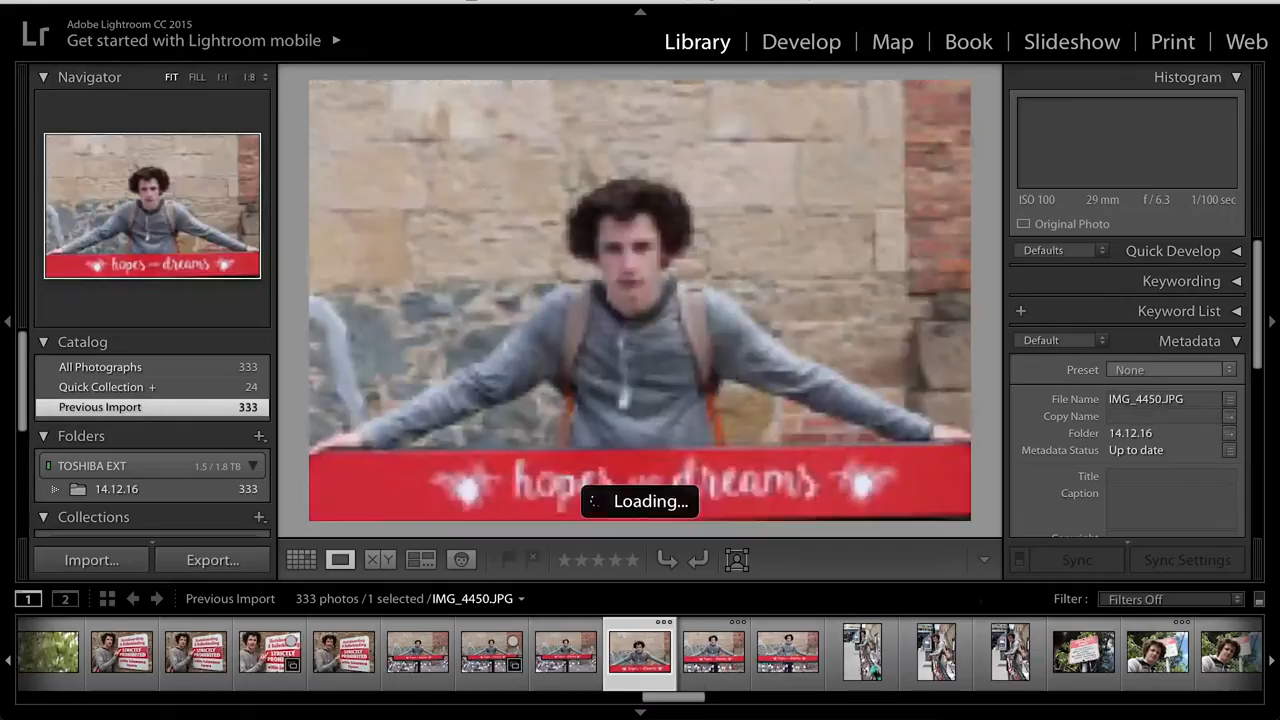 Lr
Adobe Lightroom CC 2015
Get started with Lightroom mobile
Library | Develop | Map | Book | Slideshow | Print | Web
Navigator FIT FILL 1:1 1:8
hopes and dreams
Catalog
All Photographs 333
Quick Collection + 24
Previous Import 333
Folders
TOSHIBA EXT 1.5 / 1.8 TB
14.12.16 333
Collections
Import... Export...
hopes and dreams
Loading...
Histogram
ISO 100 29 mm f / 6.3 1/100 sec
Original Photo
Defaults Quick Develop
Keywording
Keyword List
Default Metadata
Preset None
File Name IMG_4450.JPG
Copy Name
Folder 14.12.16
Metadata Status Up to date
Title
Caption
Sync Sync Settings
X Y
1 2 Previous Import 333 photos / 1 selected / IMG_4450.JPG Filter : Filters Off